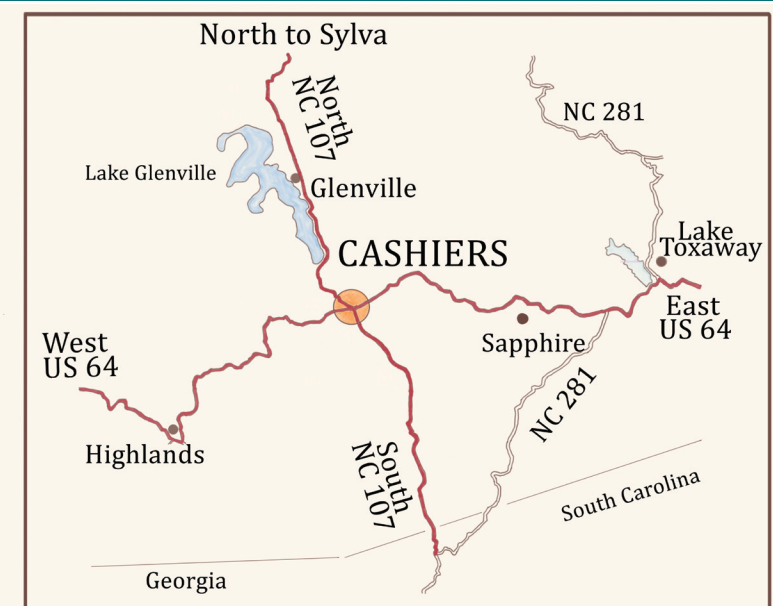 North to Sylva
North
NC 107
NC 281
Lake Glenville
Glenville
Lake
Toxaway
CASHIERS
East
US 64
Sapphire
West
US 64
NC 281
Highlands
South
NC 107
South Carolina
Georgia